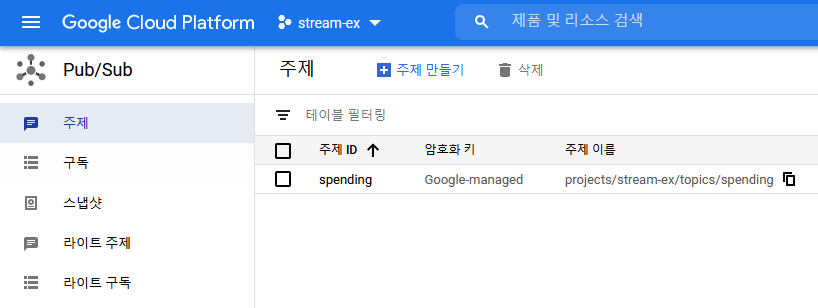 Google Cloud Platform stream-ex 제품 및 리소스 검색
Pub/Sub
주제 주제 만들기 삭제
주제
구독
스냅샷
라이트 주제
라이트 구독
테이블 필터링
주제 ID 암호화 키 주제 이름
spending Google-managed projects/stream-ex/topics/spending